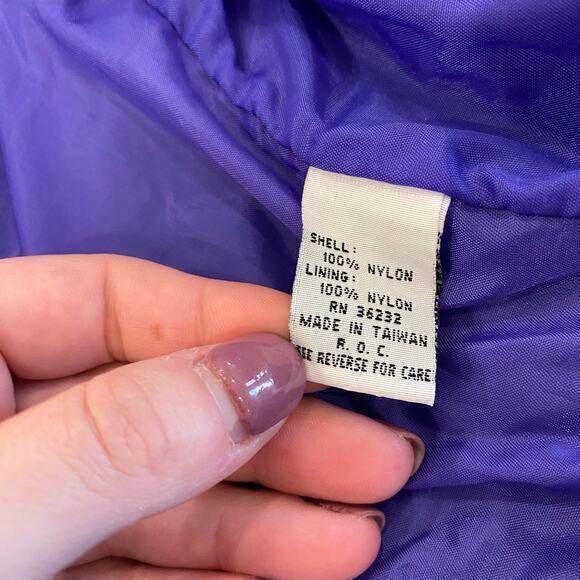 SHELL:
100% NYLON
LINING:
100% NYLON
RN 36232
MADE IN TAIWAN
R. O. C.
SEE REVERSE FOR CARE